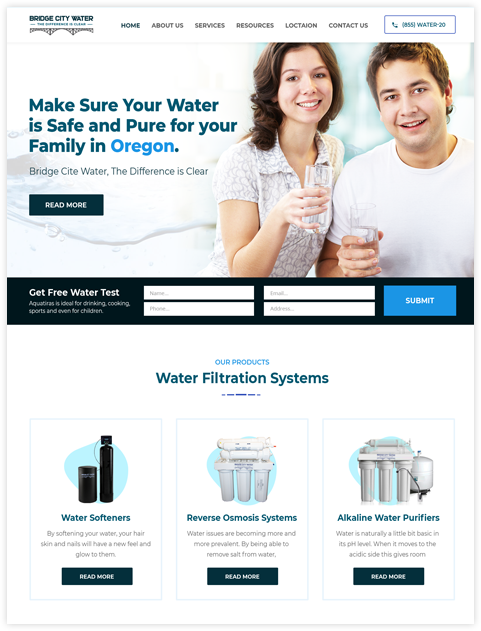 BRIDGE CITY WATER
THE DIFFERENCE IS CLEAR
HOME ABOUT US SERVICES RESOURCES LOCTAION CONTACT US (855) WATER-20
Make Sure Your Water
is Safe and Pure for your
Family in Oregon.
Bridge Cite Water, The Difference is Clear
READ MORE
Get Free Water Test
Aquatiras is ideal for drinking, cooking,
sports and even for children.
Name... Email...
Phone... Address...
SUBMIT
OUR PRODUCTS
Water Filtration Systems
Water Softeners
By softening your water, your hair
skin and nails will have a new feel and
glow to them.
READ MORE
Reverse Osmosis Systems
Water issues are becoming more and
more prevalent. By being able to
remove salt from water,
READ MORE
Alkaline Water Purifiers
Water is naturally a little bit basic in
its pH level. When it moves to the
acidic side this gives room
READ MORE